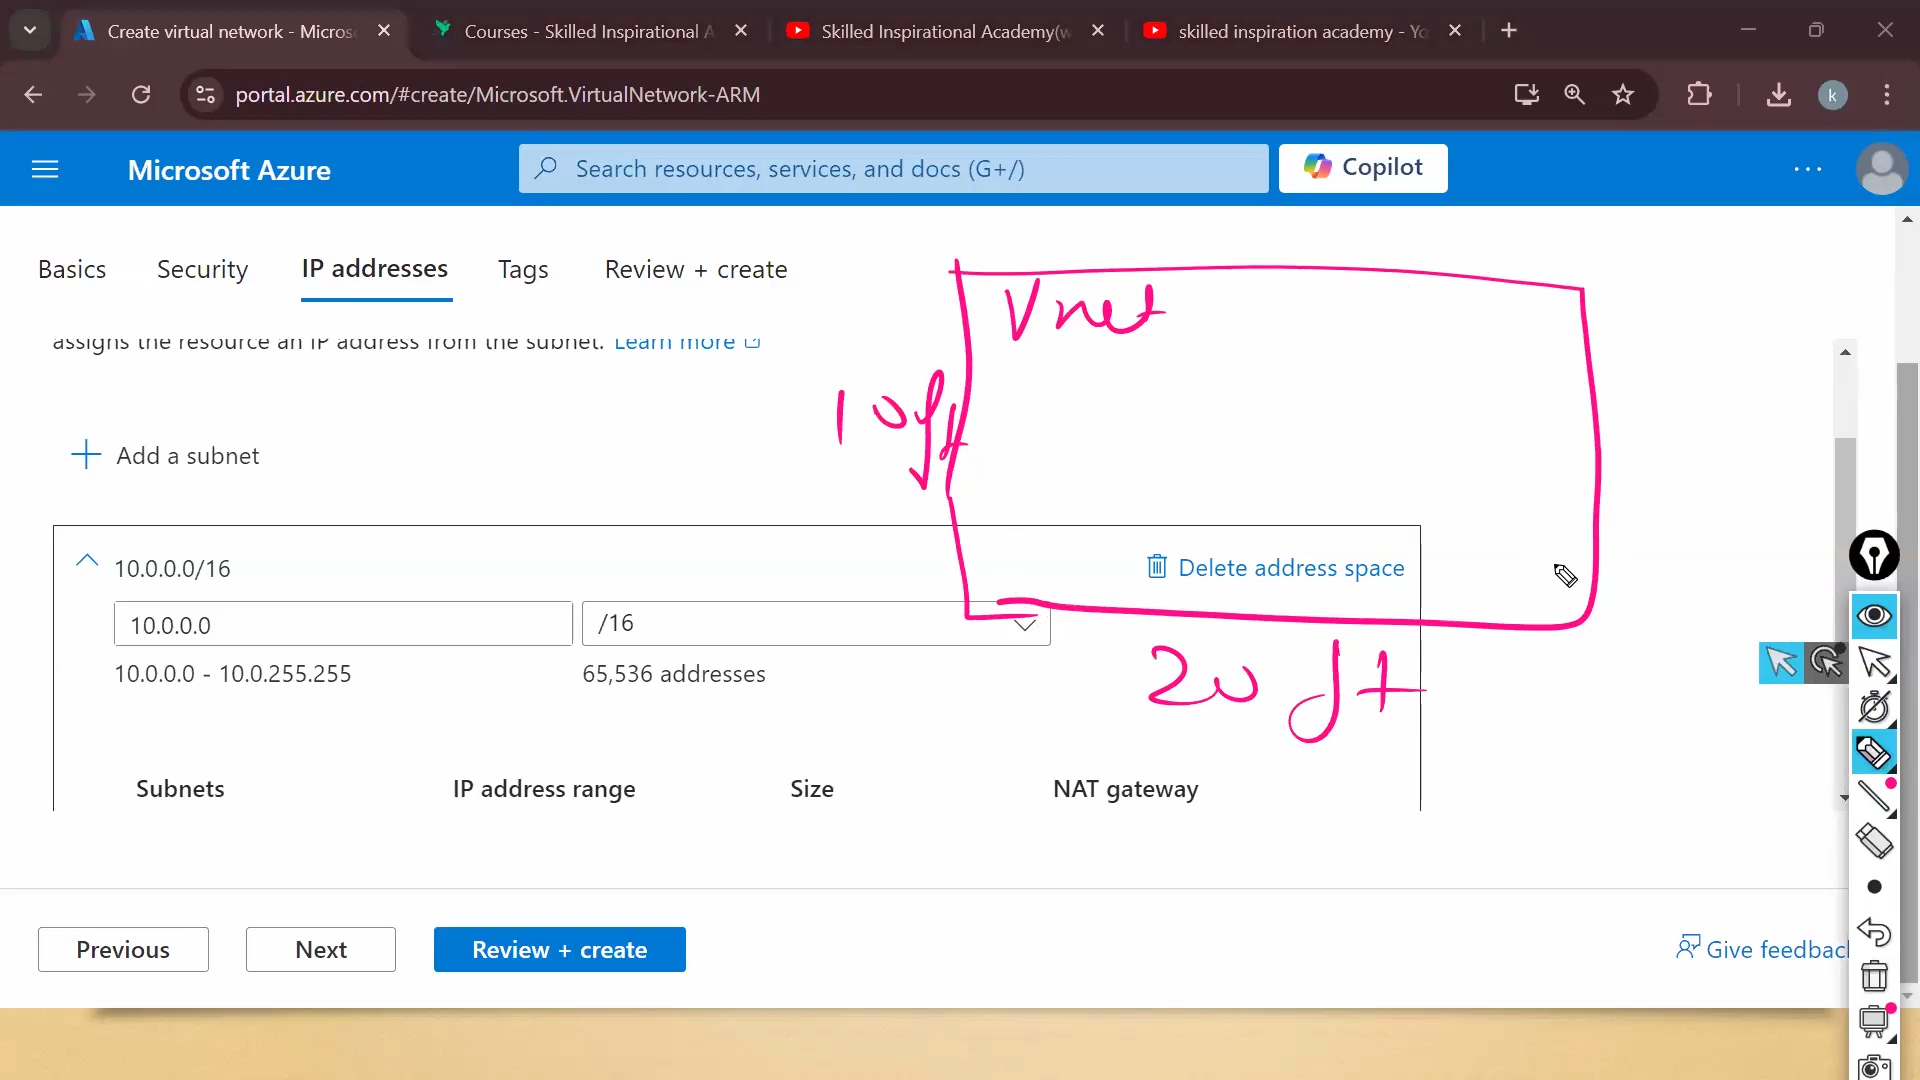 Create virtual network - Micros
Courses - Skilled Inspirational A
Skilled Inspirational Academy(w
skilled inspiration academy - Yo
portal.azure.com/#create/Microsoft.VirtualNetwork-ARM
k
Microsoft Azure
Search resources, services, and docs (G+/)
Copilot
Basics
Security
IP addresses
Tags
Review + create
Vnet
assigns the resource an IP address from the subnet. Learn more
10ft
Add a subnet
10.0.0.0/16
Delete address space
10.0.0.0
/16
10.0.0.0 - 10.0.255.255
65,536 addresses
20 ft
Subnets
IP address range
Size
NAT gateway
Previous
Next
Review + create
Give feedbac